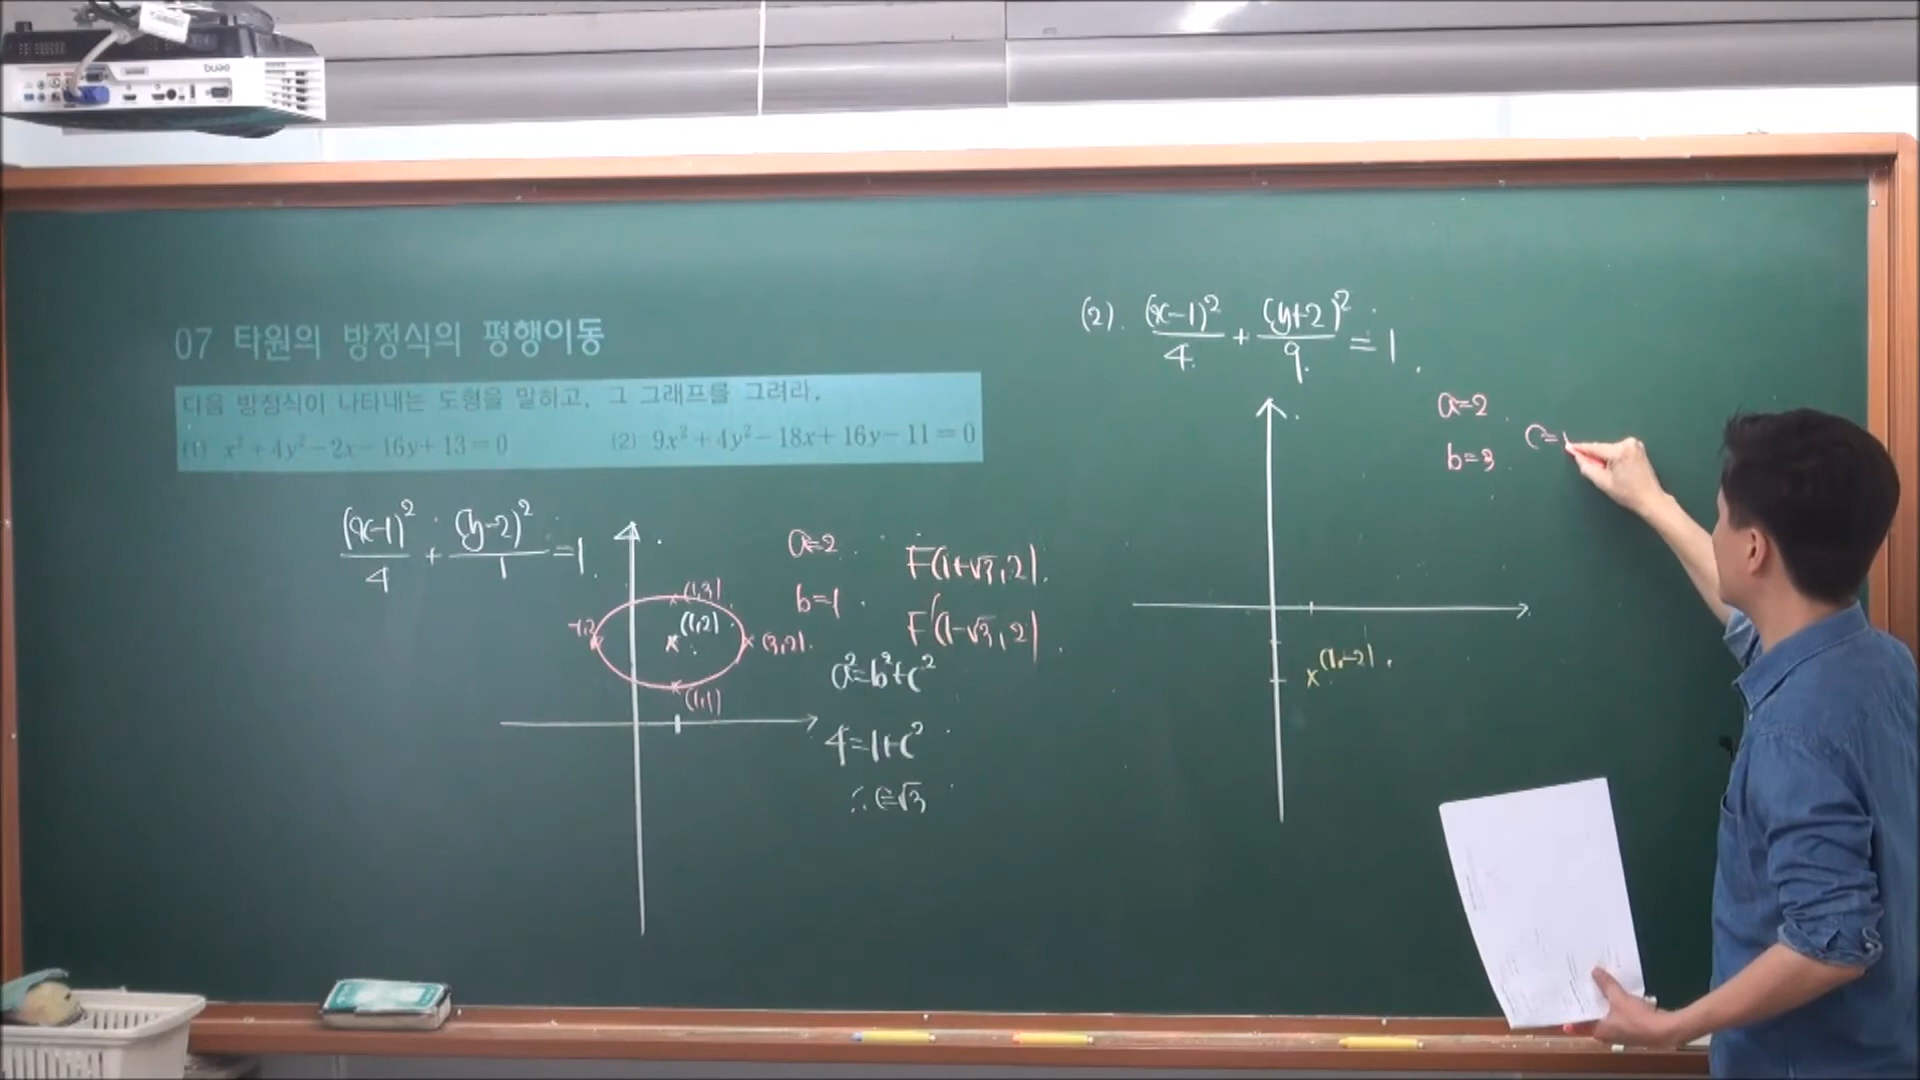 BenQ
07 타원의 방정식의 평행이동
다음 방정식이 나타내는 도형을 말하고, 그 그래프를 그려라.
(1) x²+4y²-2x-16y+13=0 (2) 9x²+4y²-18x+16y-11=0
(x-1)²/4 + (y-2)²/1 = 1
(1,3)
(1,2)
-1,2
(3,2)
(1,1)
a=2
b=1
F(1+√3,2)
F'(1-√3,2)
a²=b²+c²
4=1+c²
∴ c=√3
(2). (x-1)²/4 + (y+2)²/9 = 1
a=2
b=3
c=
(1,-2)